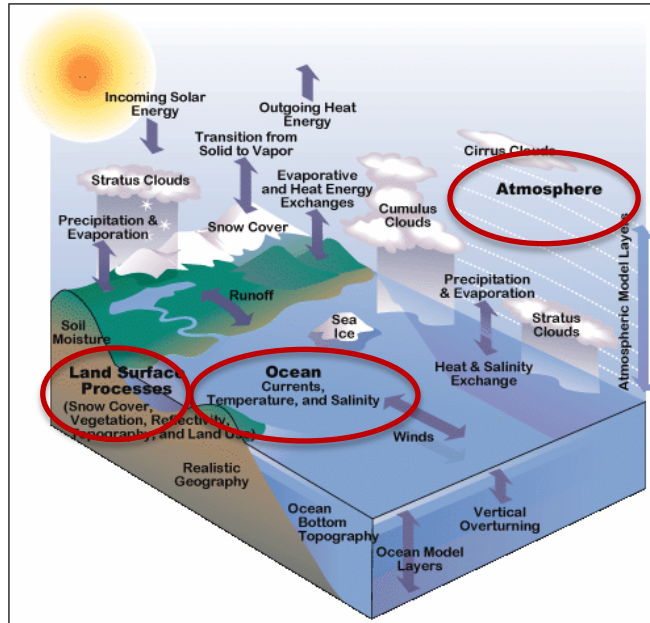 Incoming Solar
Energy
Outgoing Heat
Energy
Transition from
Solid to Vapor
Cirrus Clouds
Stratus Clouds
Evaporative
and Heat Energy
Exchanges
Atmosphere
Cumulus
Clouds
Precipitation &
Evaporation
Snow Cover
Atmospheric Model Layers
Precipitation
& Evaporation
Runoff
Stratus
Clouds
Sea
Ice
Soil
Moisture
Heat & Salinity
Exchange
Land Surface
Processes
(Snow Cover,
Vegetation, Reflectivity,
Topography, and Land Use)
Ocean
Currents,
Temperature, and Salinity
Winds
Realistic
Geography
Ocean
Bottom
Topography
Vertical
Overturning
Ocean Model
Layers